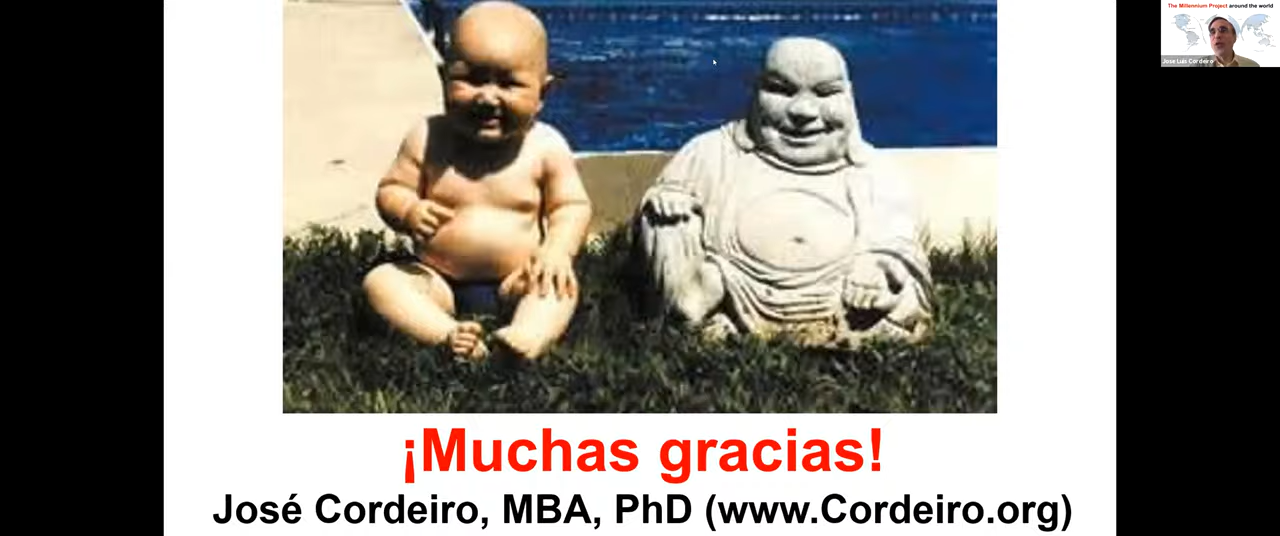 The Millennium Project around the world
Jose Luis Cordeiro
¡Muchas gracias!
José Cordeiro, MBA, PhD (www.Cordeiro.org)